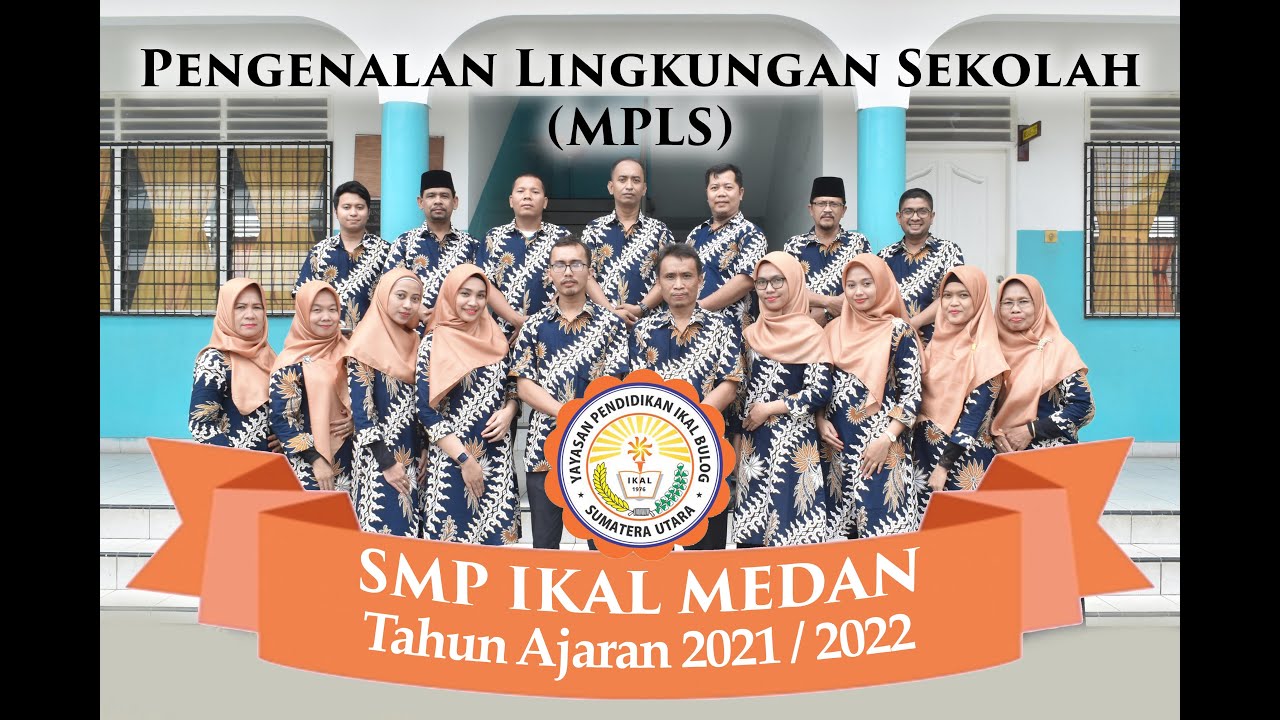 PENGENALAN LINGKUNGAN SEKOLAH
(MPLS)
YAYASAN PENDIDIKAN IKAL BULOG
IKAL
1976
SUMATERA UTARA
SMP IKAL MEDAN
Tahun Ajaran 2021 / 2022